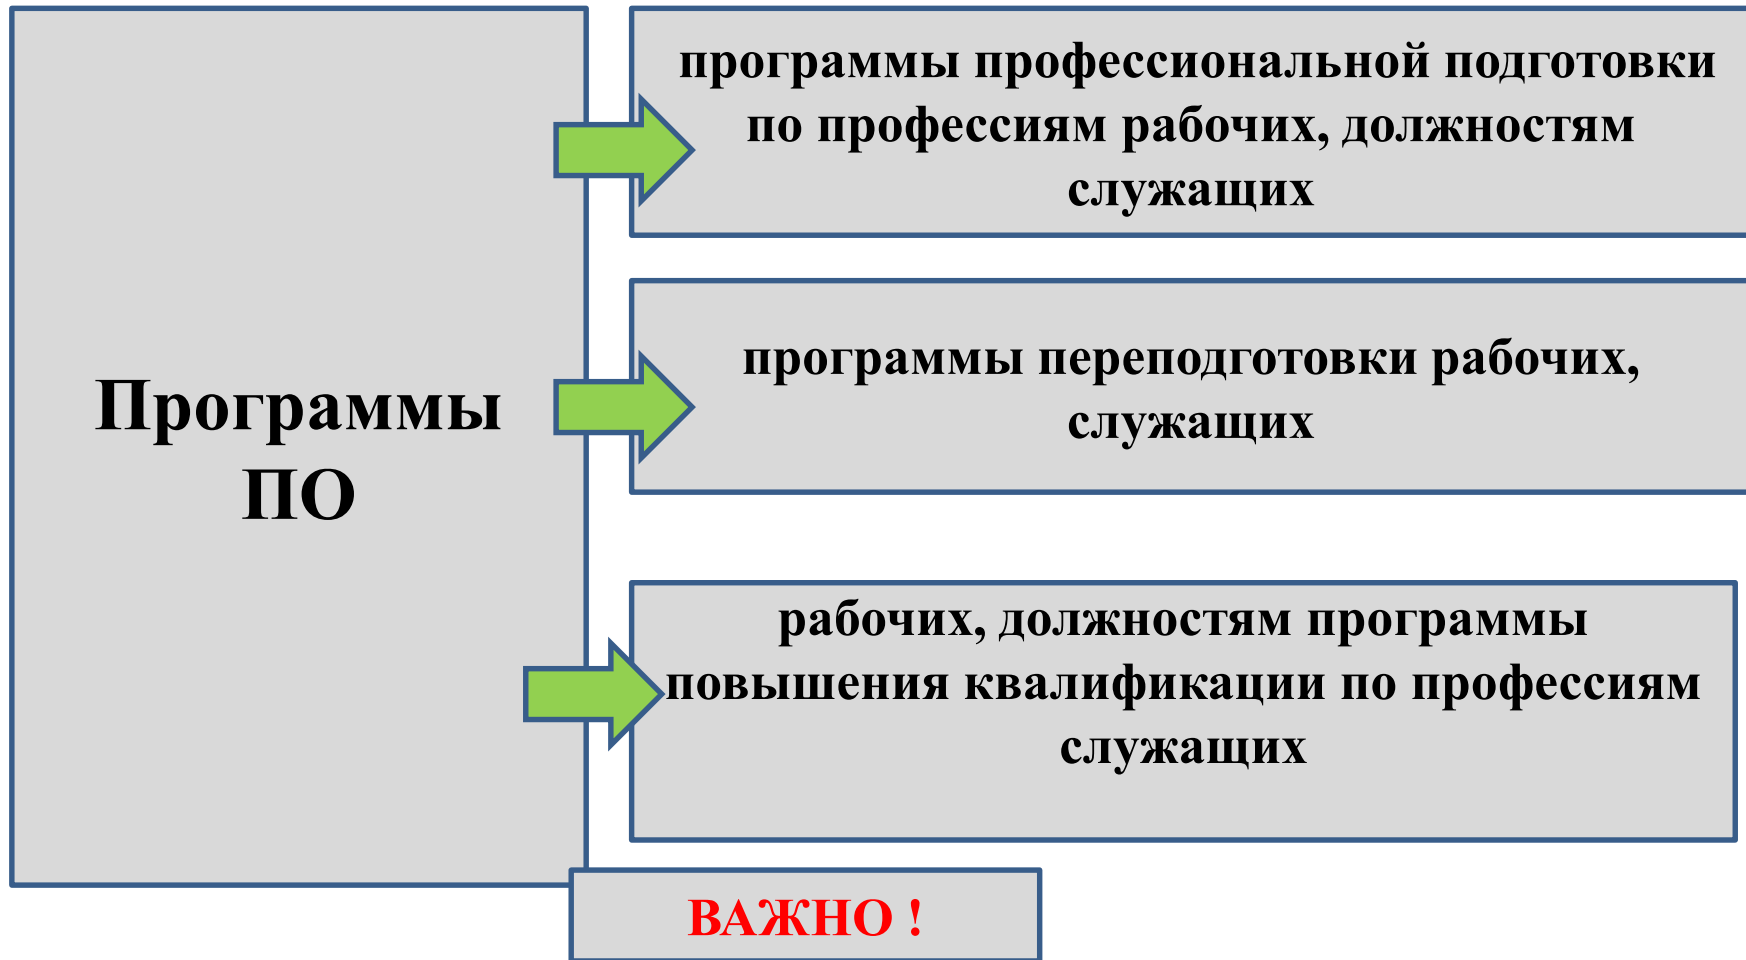 Программы
ПО
программы профессиональной подготовки
по профессиям рабочих, должностям
служащих
программы переподготовки рабочих,
служащих
рабочих, должностям программы
повышения квалификации по профессиям
служащих
ВАЖНО !